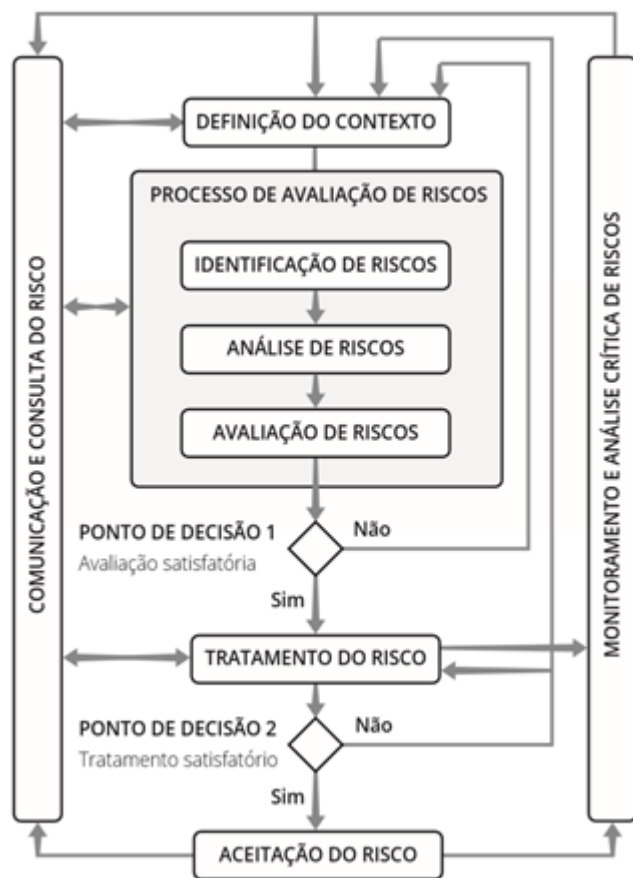 DEFINIÇÃO DO CONTEXTO
PROCESSO DE AVALIAÇÃO DE RISCOS
IDENTIFICAÇÃO DE RISCOS
ANÁLISE DE RISCOS
AVALIAÇÃO DE RISCOS
PONTO DE DECISÃO 1
Avaliação satisfatória
Não
Sim
TRATAMENTO DO RISCO
PONTO DE DECISÃO 2
Tratamento satisfatório
Não
Sim
ACEITAÇÃO DO RISCO
COMUNICAÇÃO E CONSULTA DO RISCO
MONITORAMENTO E ANÁLISE CRÍTICA DE RISCOS